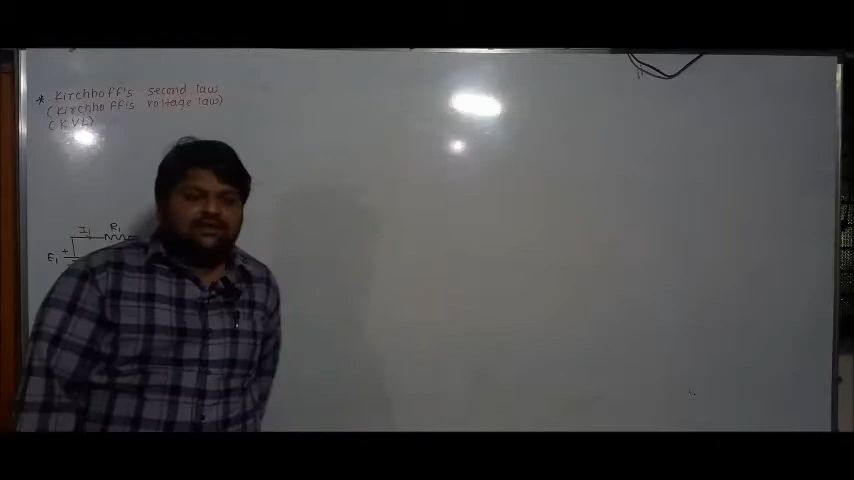 * Kirchhoff's second law
(Kirchhoff's voltage law)
(KVL)
I₁ R₁
+
E₁